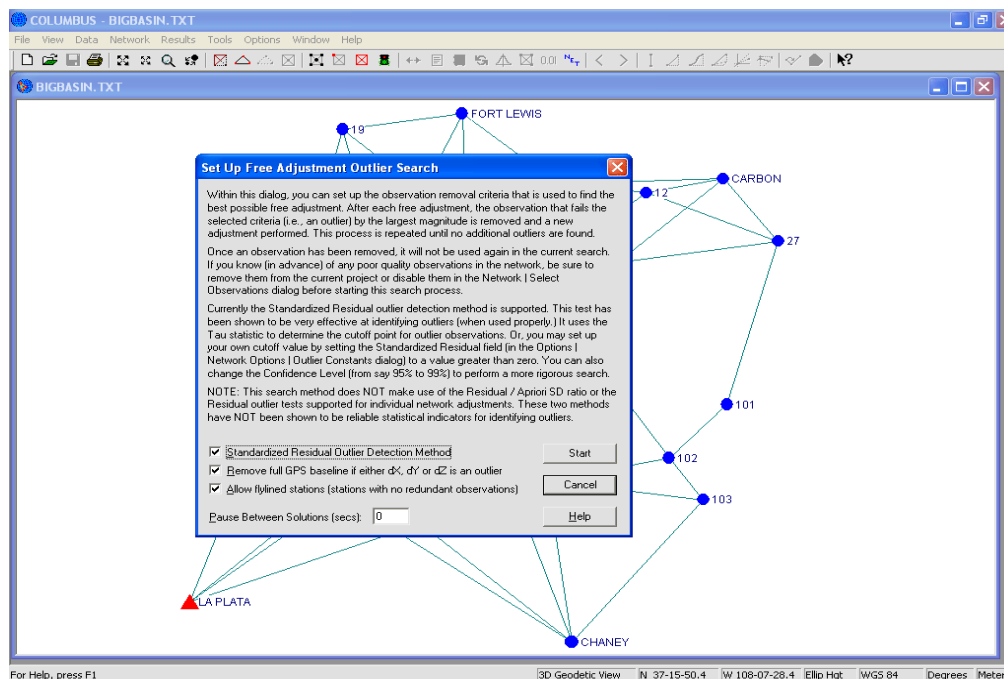 COLUMBUS - BIGBASIN.TXT
File View Data Network Results Tools Options Window Help
0.01 NET
BIGBASIN.TXT
FORT LEWIS
19
Set Up Free Adjustment Outlier Search
Within this dialog, you can set up the observation removal criteria that is used to find the
best possible free adjustment. After each free adjustment, the observation that fails the
selected criteria (i.e., an outlier) by the largest magnitude is removed and a new
adjustment performed. This process is repeated until no additional outliers are found.
Once an observation has been removed, it will not be used again in the current search.
If you know (in advance) of any poor quality observations in the network, be sure to
remove them from the current project or disable them in the Network | Select
Observations dialog before starting this search process.
Currently the Standardized Residual outlier detection method is supported. This test has
been shown to be very effective at identifying outliers (when used properly.) It uses the
Tau statistic to determine the cutoff point for outlier observations. Or, you may set up
your own cutoff value by setting the Standardized Residual field (in the Options |
Network Options | Outlier Constants dialog) to a value greater than zero. You can also
change the Confidence Level (from say 95% to 99%) to perform a more rigorous search.
NOTE: This search method does NOT make use of the Residual / Apriori SD ratio or the
Residual outlier tests supported for individual network adjustments. These two methods
have NOT been shown to be reliable statistical indicators for identifying outliers.
Standardized Residual Outlier Detection Method
Start
Remove full GPS baseline if either dX, dY or dZ is an outlier
Allow flylined stations (stations with no redundant observations)
Cancel
Pause Between Solutions (secs): 0
Help
CARBON
12
27
101
102
103
LA PLATA
CHANEY
For Help, press F1
3D Geodetic View N 37-15-50.4 W 108-07-28.4 Ellip Hgt WGS 84 Degrees Meter